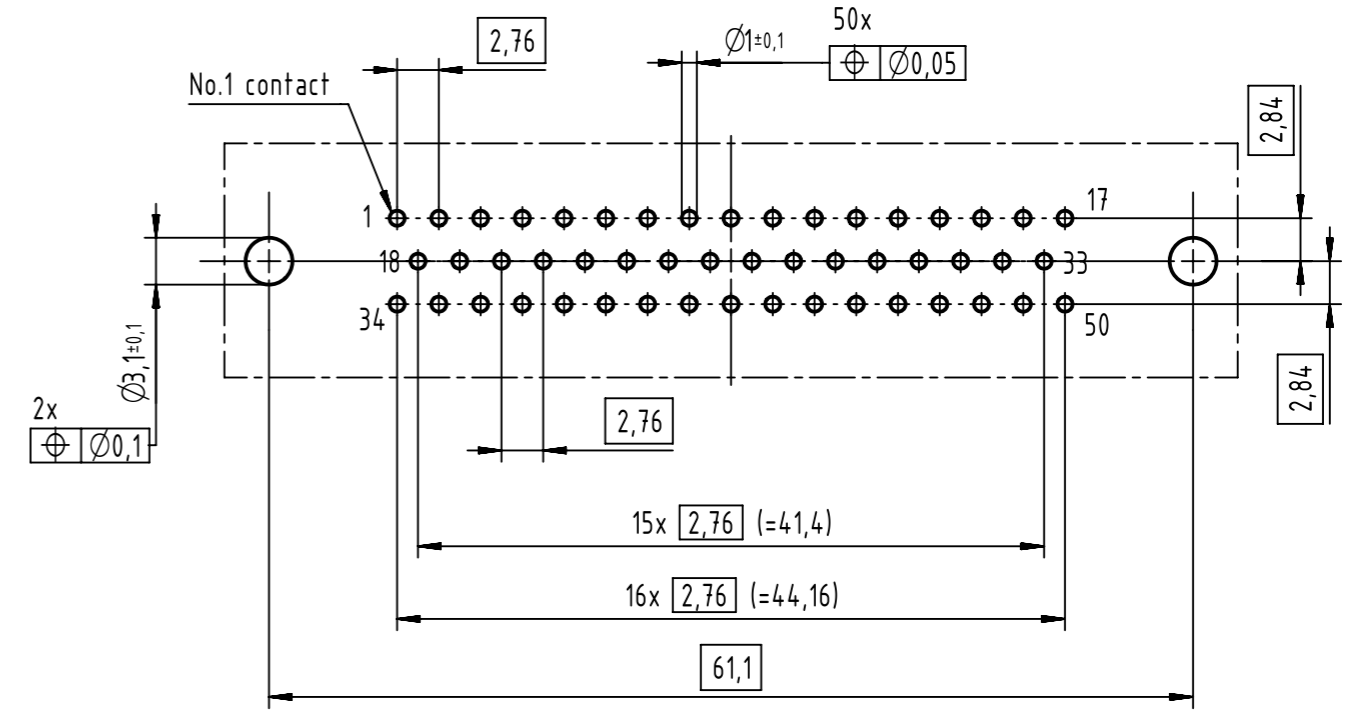 50x
2,76
Ø1±0,1
⌖ Ø0,05
No.1 contact
2,84
1
17
18
33
34
50
Ø3,1±0,1
2,84
2x
⌖ Ø0,1
2,76
15x 2,76 (=41,4)
16x 2,76 (=44,16)
61,1